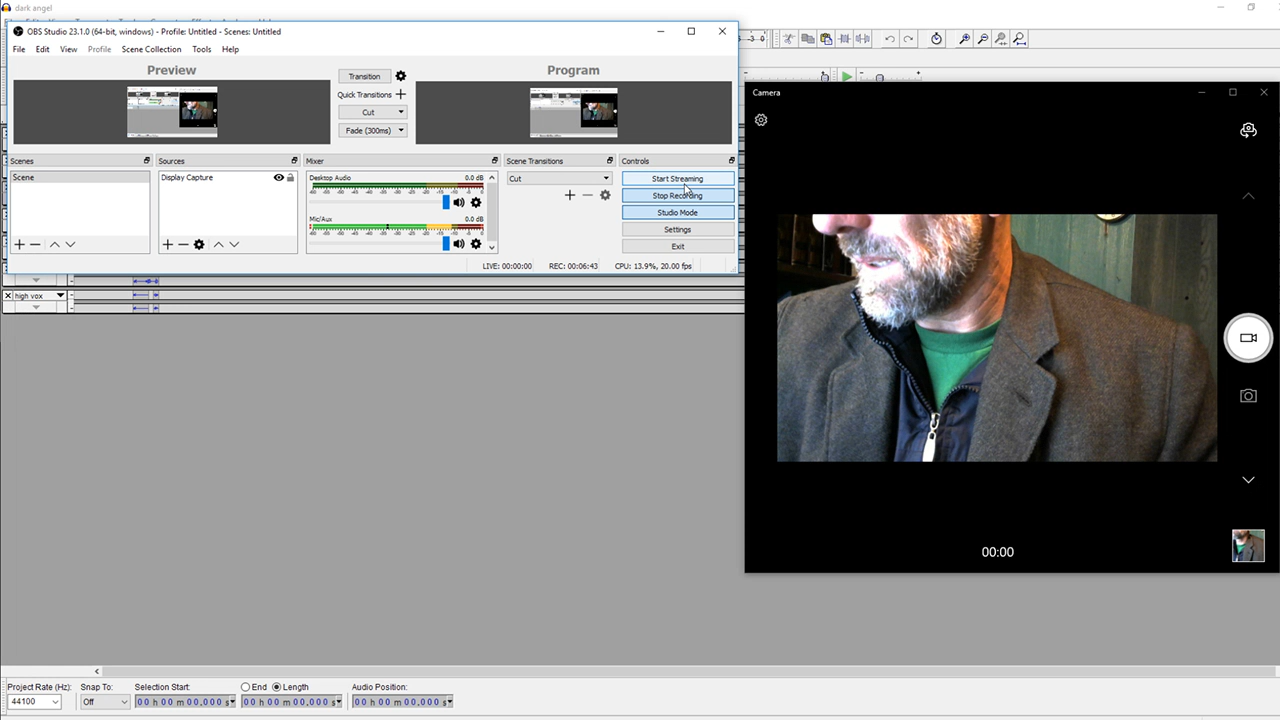 dark angel
OBS Studio 23.1.0 (64-bit, windows) - Profile: Untitled - Scenes: Untitled
File Edit View Profile Scene Collection Tools Help
Preview
Transition
Program
Quick Transitions
Cut
Fade (300ms)
Scenes
Sources
Mixer
Scene Transitions
Controls
Scene
Display Capture
Desktop Audio 0.0 dB
Mic/Aux 0.0 dB
Cut
Start Streaming
Stop Recording
Studio Mode
Settings
Exit
LIVE: 00:00:00 REC: 00:06:43 CPU: 13.9%, 20.00 fps
high vox
Camera
00:00
Project Rate (Hz): Snap To: Selection Start: End Length Audio Position:
44100 Off 00 h 00 m 00.000 s 00 h 00 m 00.000 s 00 h 00 m 00.000 s